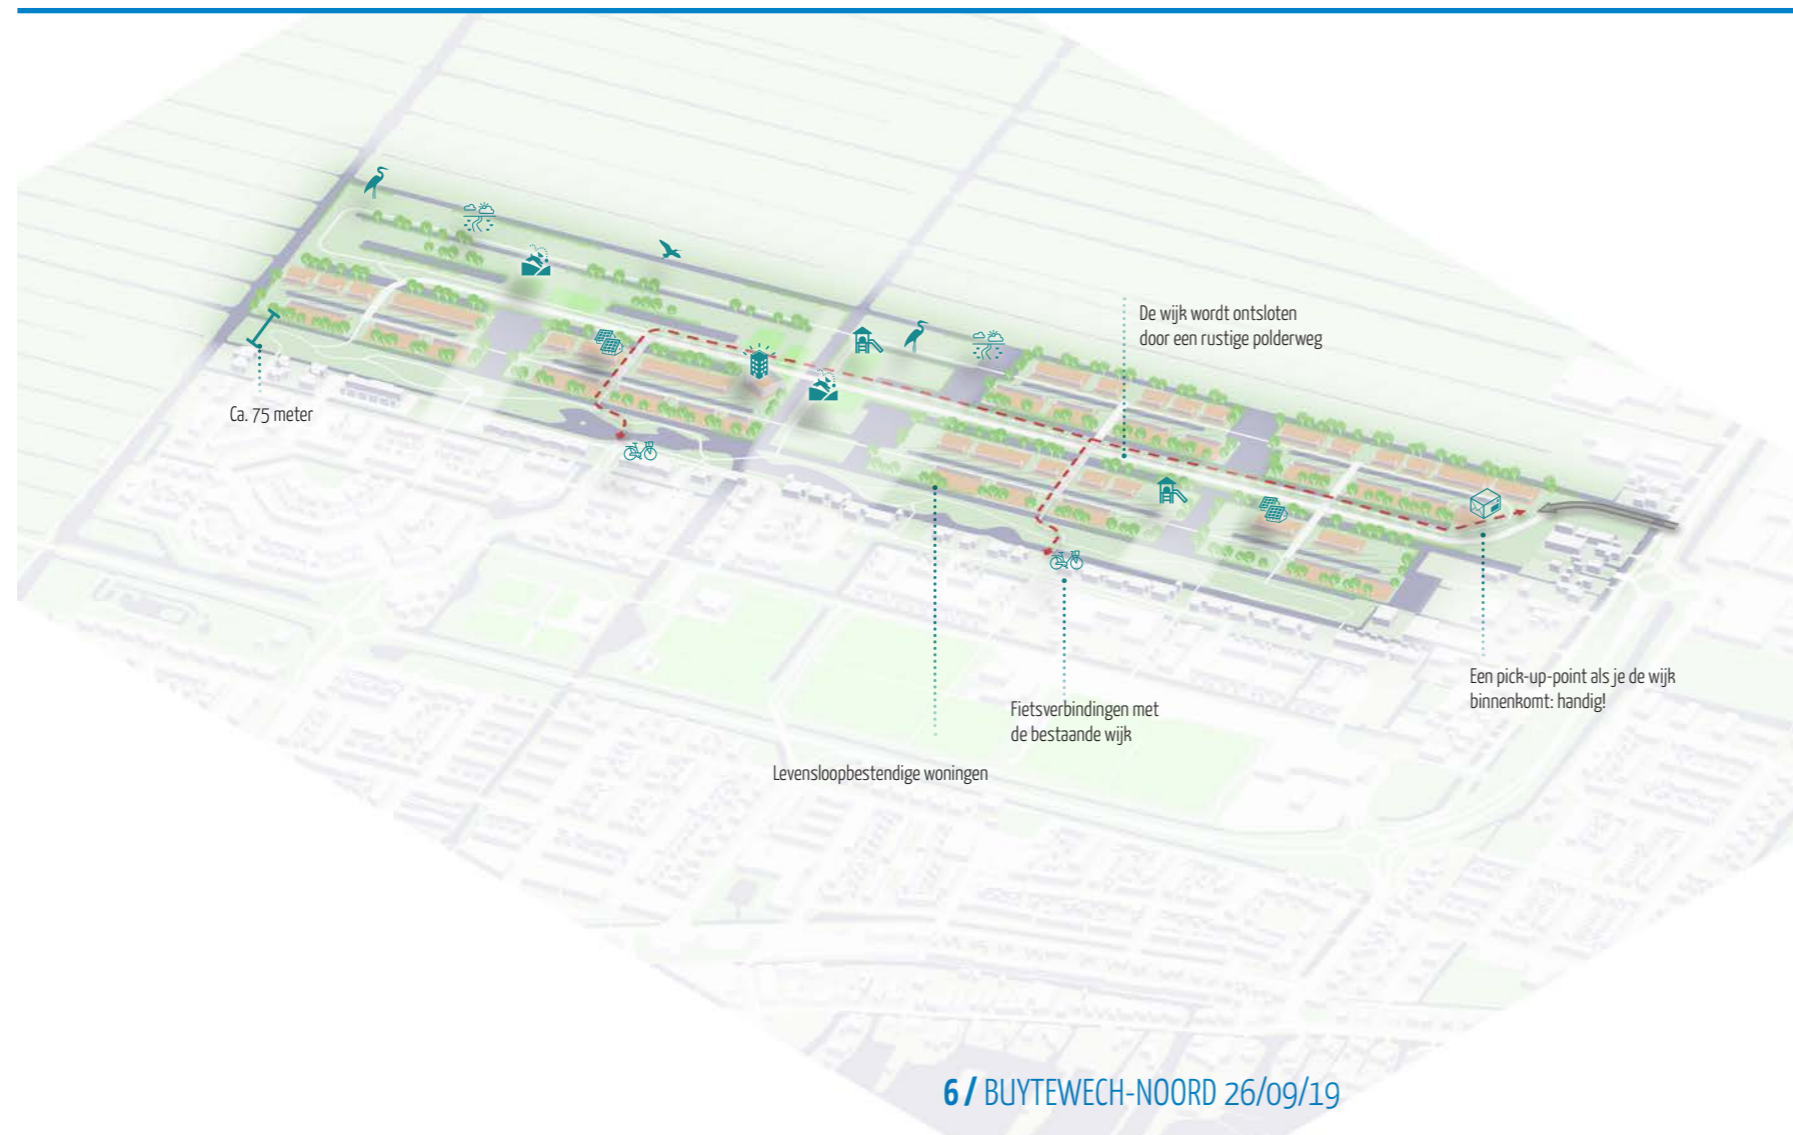 De wijk wordt ontsloten
door een rustige polderweg
Ca. 75 meter
Een pick-up-point als je de wijk
binnenkomt: handig!
Fietsverbindingen met
de bestaande wijk
Levensloopbestendige woningen
6 / BUYTEWECH-NOORD 26/09/19